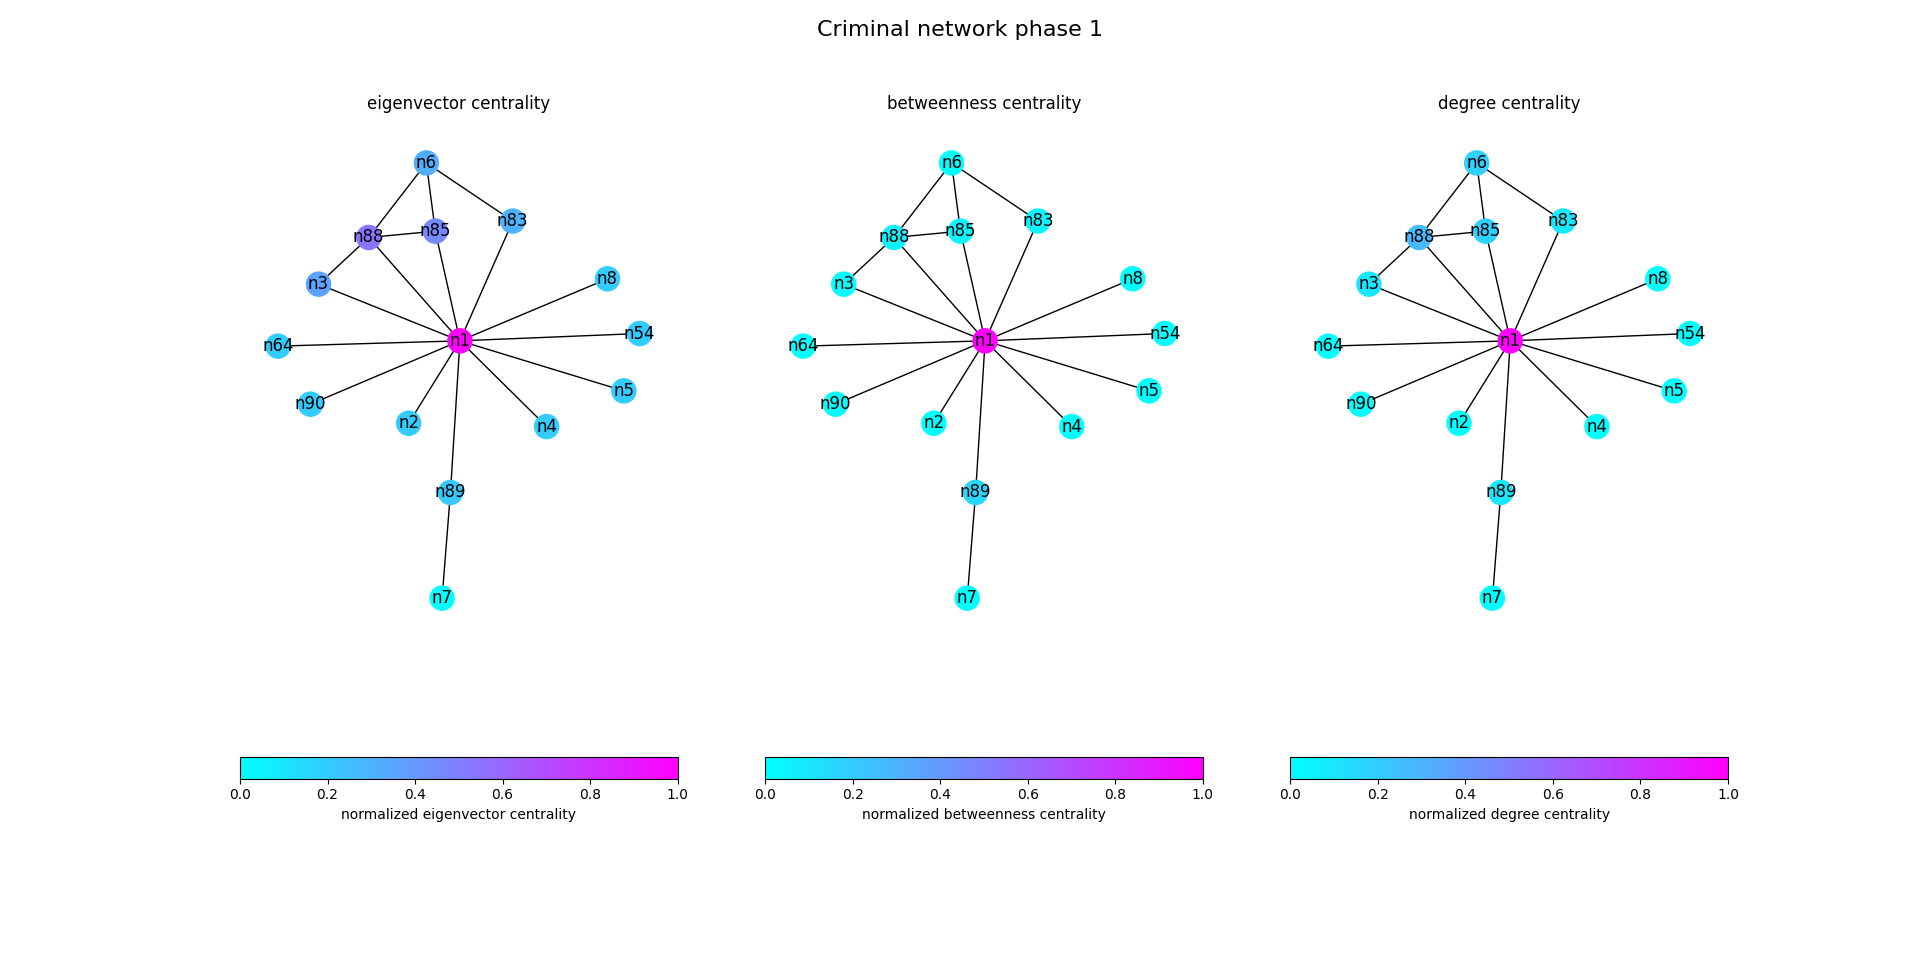 Criminal network phase 1
eigenvector centrality
n6
n83
n85
n88
n8
n3
n54
n1
n64
n5
n90
n2
n4
n89
n7
0.0 0.2 0.4 0.6 0.8 1.0
normalized eigenvector centrality
betweenness centrality
n6
n83
n85
n88
n8
n3
n54
n1
n64
n5
n90
n2
n4
n89
n7
0.0 0.2 0.4 0.6 0.8 1.0
normalized betweenness centrality
degree centrality
n6
n83
n85
n88
n8
n3
n54
n1
n64
n5
n90
n2
n4
n89
n7
0.0 0.2 0.4 0.6 0.8 1.0
normalized degree centrality